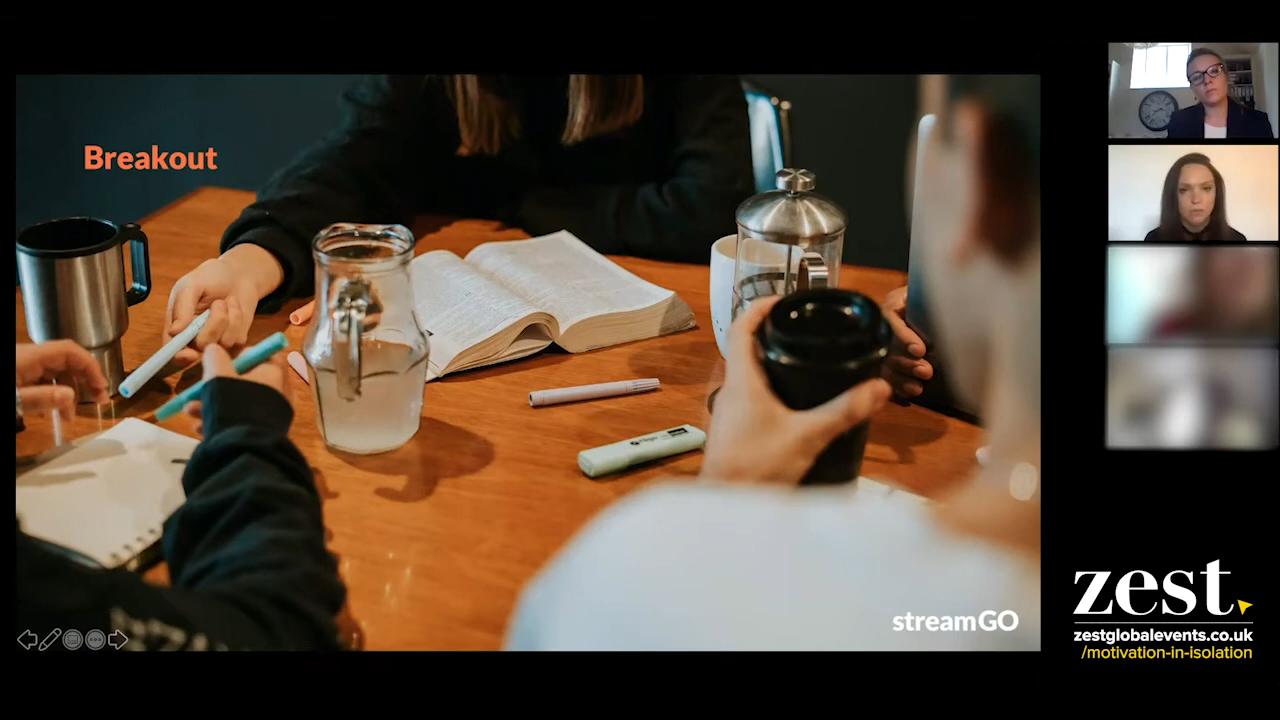 Breakout
streamGO
zest.
zestglobalevents.co.uk
/motivation-in-isolation